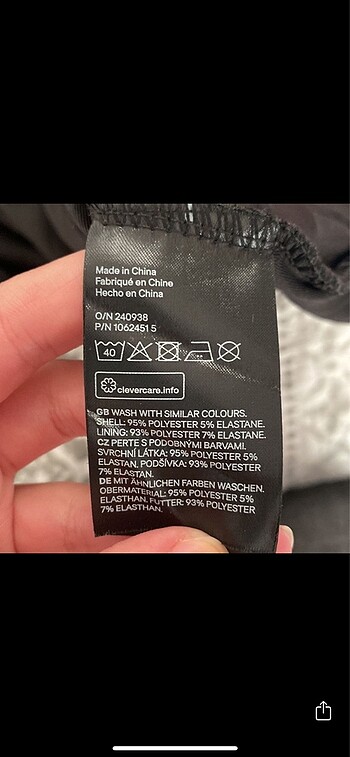 Made in China
Fabriqué en Chine
Hecho en China
O/N 240938
P/N 1062451 5
40
clevercare.info
GB WASH WITH SIMILAR COLOURS.
SHELL: 95% POLYESTER 5% ELASTANE.
LINING: 93% POLYESTER 7% ELASTANE.
CZ PERTE S PODOBNÝMI BARVAMI.
SVRCHNÍ LÁTKA: 95% POLYESTER 5%
ELASTAN. PODŠÍVKA: 93% POLYESTER
7% ELASTAN.
DE MIT ÄHNLICHEN FARBEN WASCHEN.
OBERMATERIAL: 95% POLYESTER 5%
ELASTHAN. FUTTER: 93% POLYESTER
7% ELASTHAN.